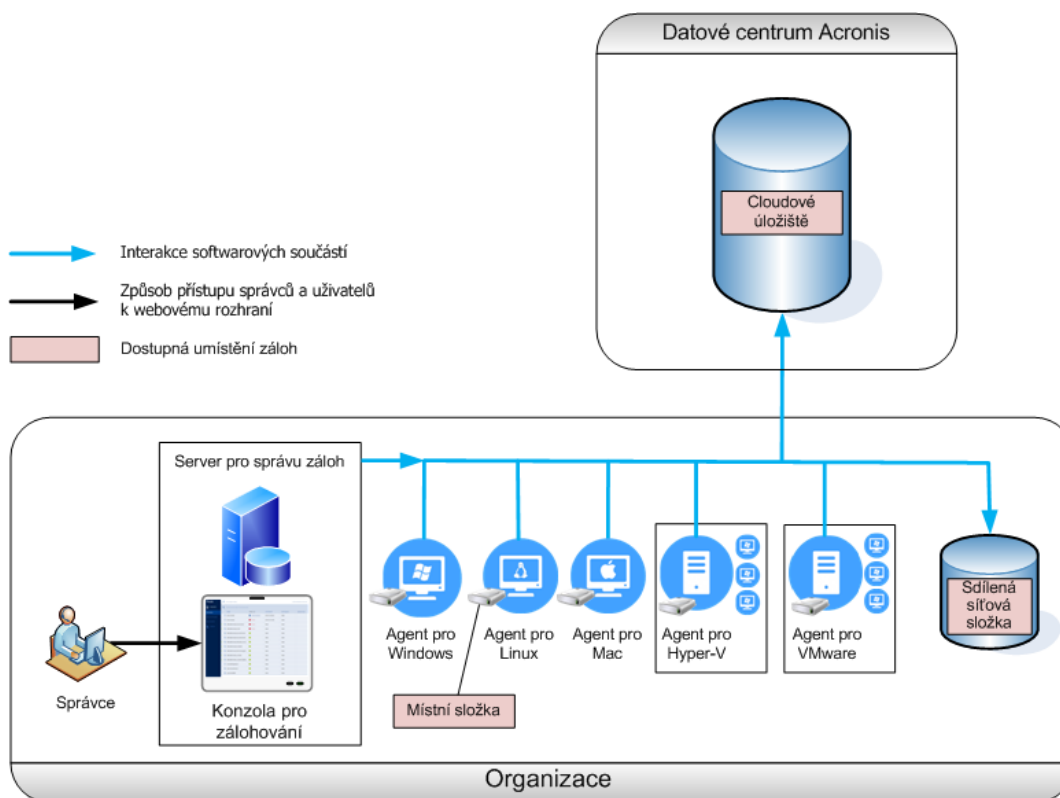 Datové centrum Acronis
Cloudové
úložiště
Interakce softwarových součástí
Způsob přístupu správců a uživatelů
k webovému rozhraní
Dostupná umístění záloh
Server pro správu záloh
Správce
Konzola pro
zálohování
Agent pro
Windows
Agent pro
Linux
Agent pro
Mac
Agent pro
Hyper-V
Agent pro
VMware
Sdílená
síťová
složka
Místní složka
Organizace